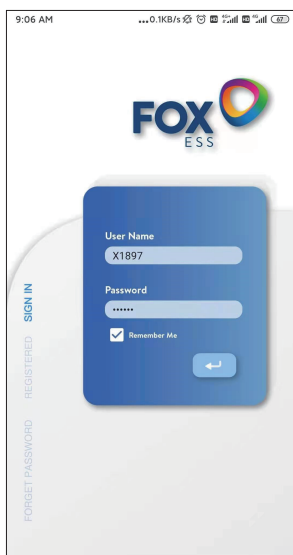 9:06 AM
...0.1KB/s
67
FOX
ESS
User Name
X1897
Password
••••••
Remember Me
SIGN IN
REGISTERED
FORGET PASSWORD